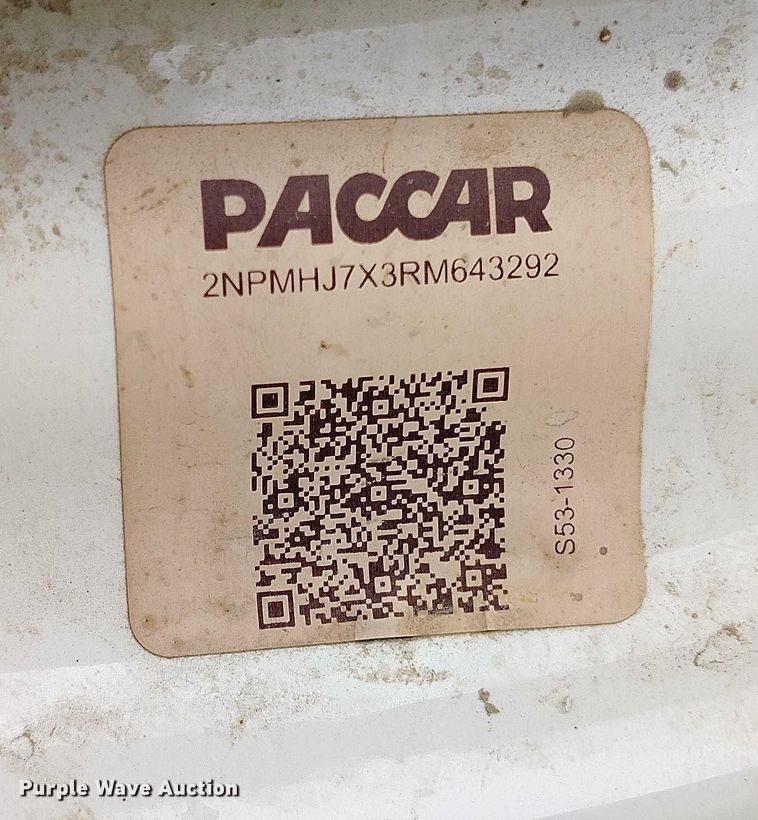 PACCAR
2NPMHJ7X3RM643292
S53-1330
Purple Wave Auction